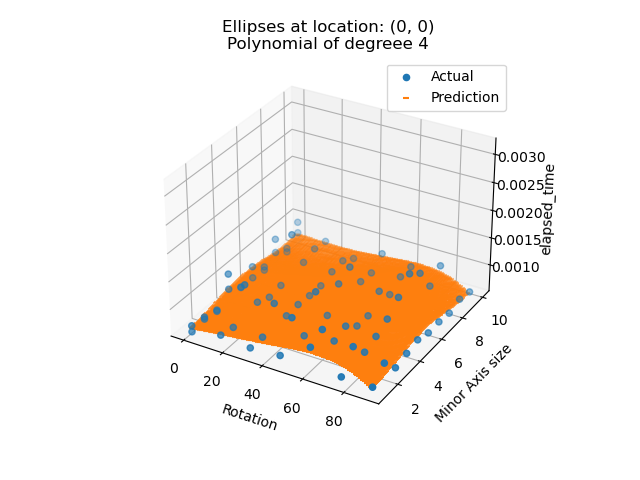 Ellipses at location: (0, 0)
Polynomial of degreee 4
Actual
Prediction
0.0030
0.0025
0.0020
0.0015
0.0010
elapsed_time
0
20
40
60
80
Rotation
2
4
6
8
10
Minor Axis size